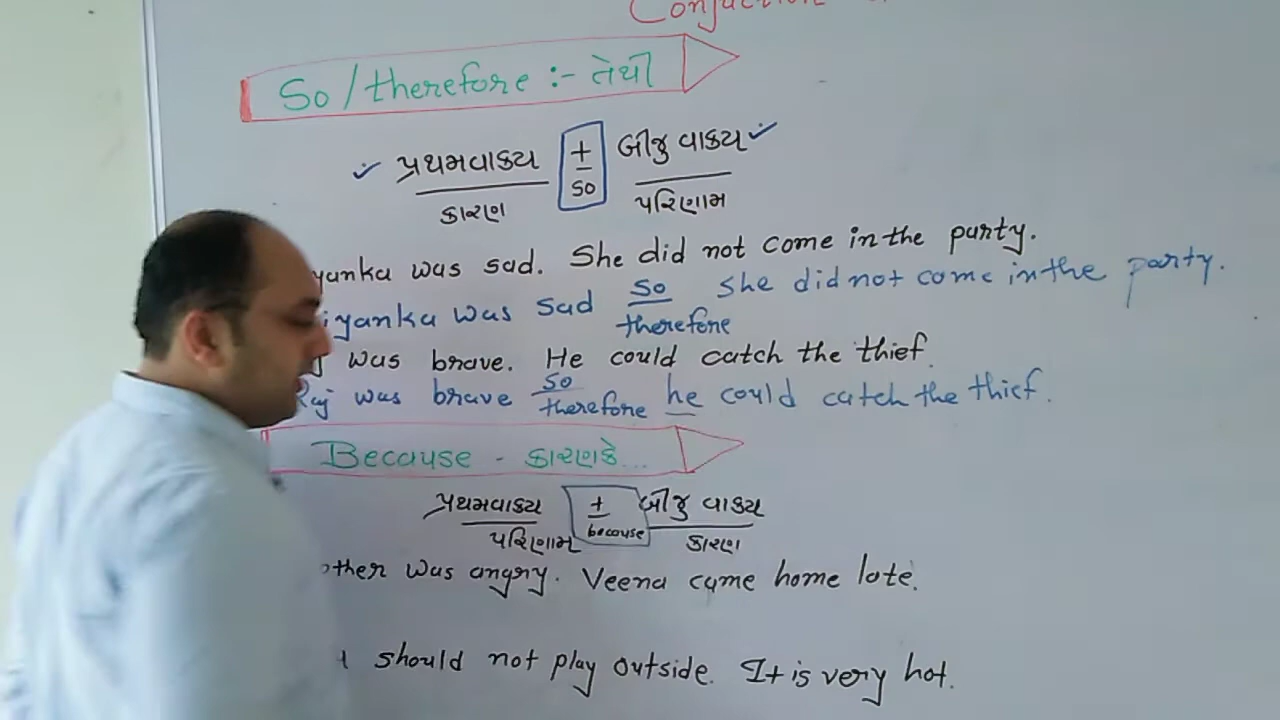 So/therefore :- તેથી
✓ પ્રથમવાક્ય + બીજુ વાક્ય ✓
so
કારણ પરિણામ
was sad. She did not come in the party.
was sad so she did not come in the party.
therefore
was brave. He could catch the thief.
Raj was brave so he could catch the thief.
therefore
Because - કારણકે...
પ્રથમવાક્ય + બીજુ વાક્ય
because
પરિણામ કારણ
was angry. Veena came home late.
should not play outside. It is very hot.